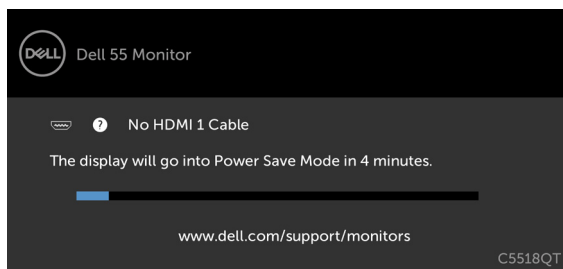 DELL Dell 55 Monitor
? No HDMI 1 Cable
The display will go into Power Save Mode in 4 minutes.
www.dell.com/support/monitors
C5518QT